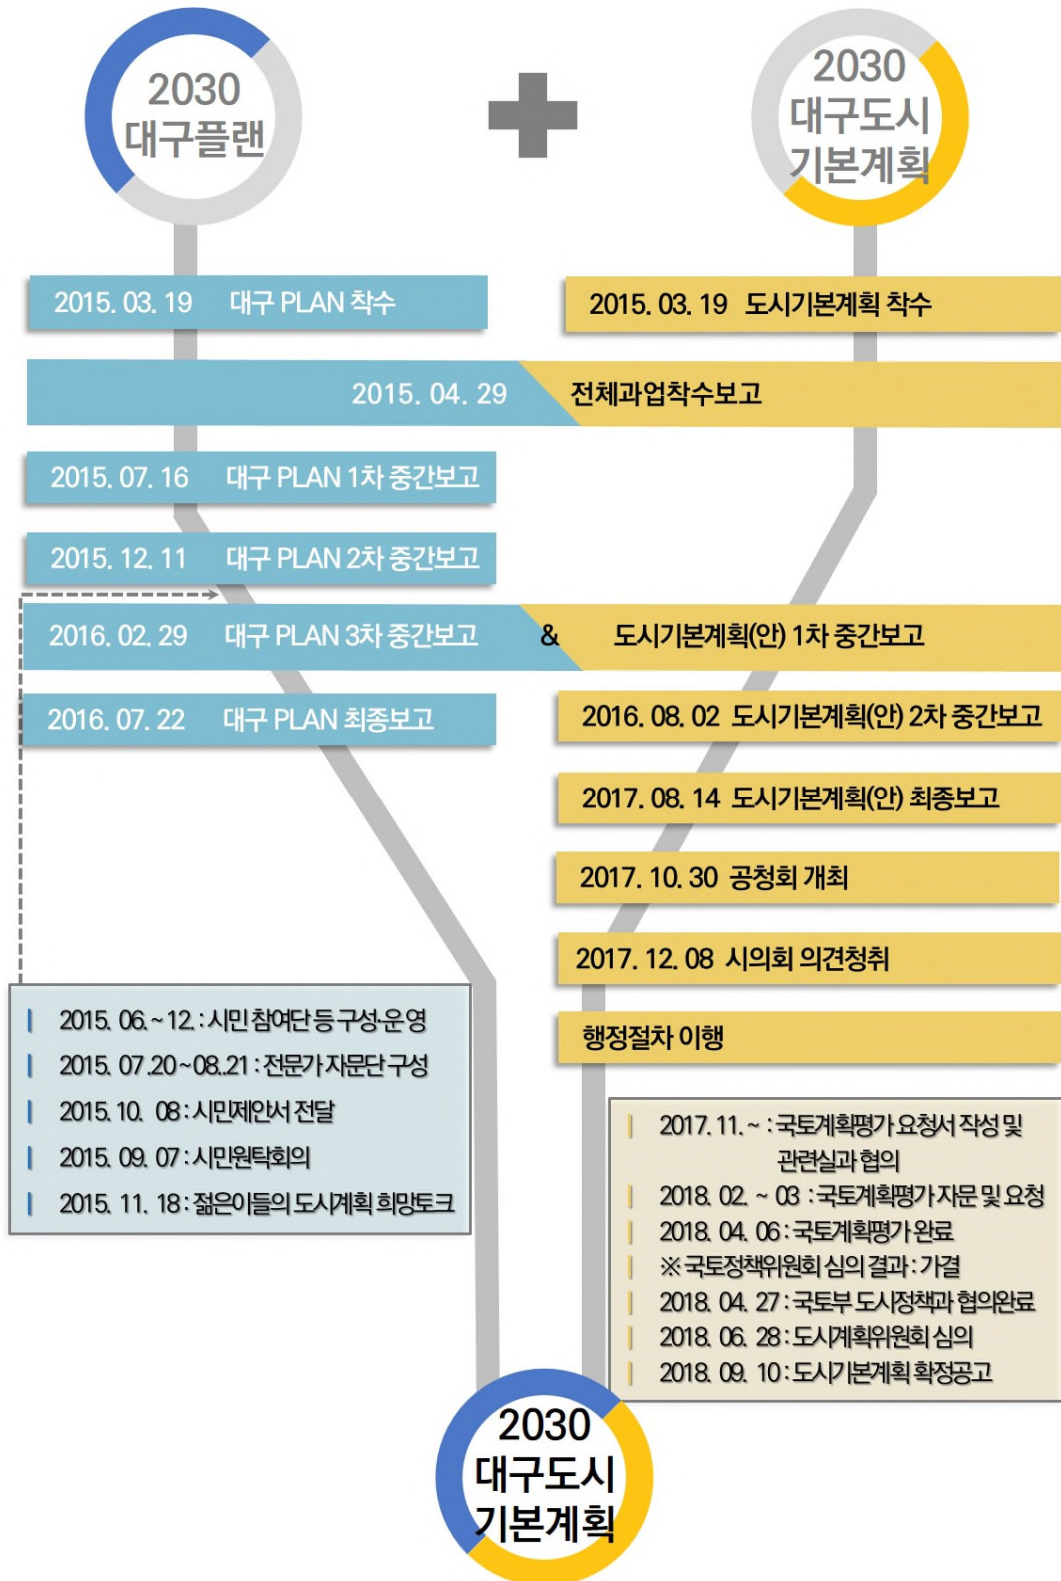 2030
대구플랜
2030
대구도시
기본계획
2015. 03. 19 대구 PLAN 착수
2015. 03. 19 도시기본계획 착수
2015. 04. 29 전체과업착수보고
2015. 07. 16 대구 PLAN 1차 중간보고
2015. 12. 11 대구 PLAN 2차 중간보고
2016. 02. 29 대구 PLAN 3차 중간보고 & 도시기본계획(안) 1차 중간보고
2016. 07. 22 대구 PLAN 최종보고
2016. 08. 02 도시기본계획(안) 2차 중간보고
2017. 08. 14 도시기본계획(안) 최종보고
2017. 10. 30 공청회 개최
2017. 12. 08 시의회 의견청취
행정절차 이행
2015. 06. ~ 12. : 시민 참여단 등 구성·운영
2015. 07.20 ~ 08..21 : 전문가 자문단 구성
2015. 10. 08 : 시민제안서 전달
2015. 09. 07 : 시민원탁회의
2015. 11. 18 : 젊은이들의 도시계획 희망토크
2017. 11. ~ : 국토계획평가 요청서 작성 및
관련실과 협의
2018. 02. ~ 03 : 국토계획평가 자문 및 요청
2018. 04. 06 : 국토계획평가 완료
※ 국토정책위원회 심의 결과 : 가결
2018. 04. 27 : 국토부 도시정책과 협의완료
2018. 06. 28 : 도시계획위원회 심의
2018. 09. 10 : 도시기본계획 확정공고
2030
대구도시
기본계획